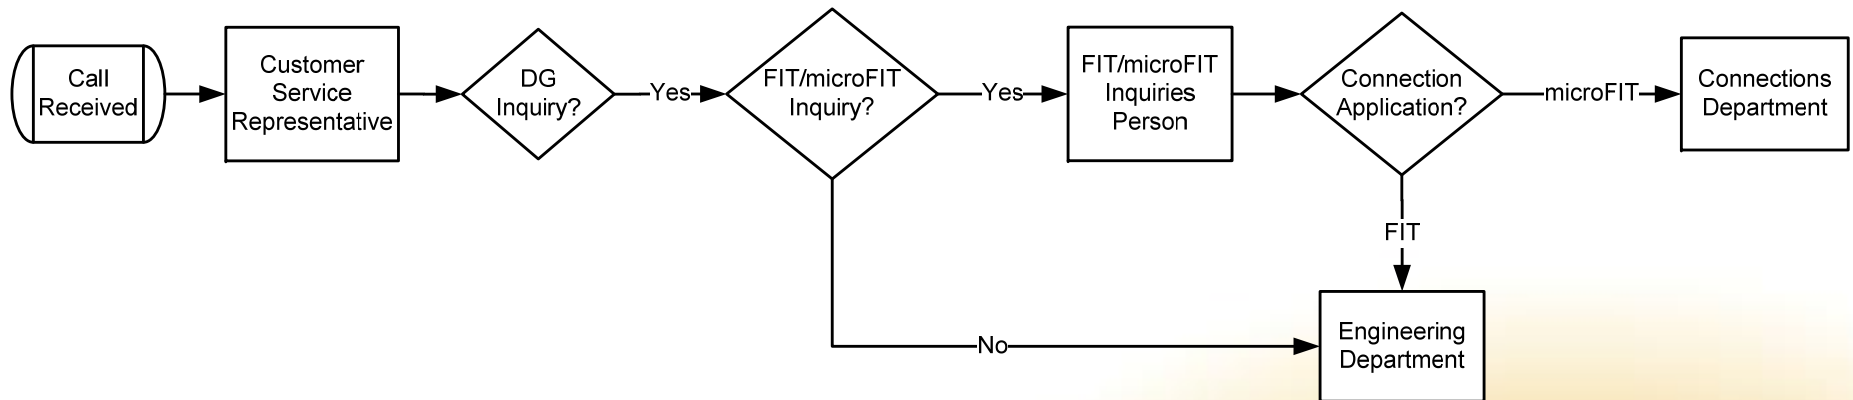 Call
Received
Customer
Service
Representative
DG
Inquiry?
Yes
FIT/microFIT
Inquiry?
Yes
FIT/microFIT
Inquiries
Person
Connection
Application?
microFIT
Connections
Department
FIT
No
Engineering
Department